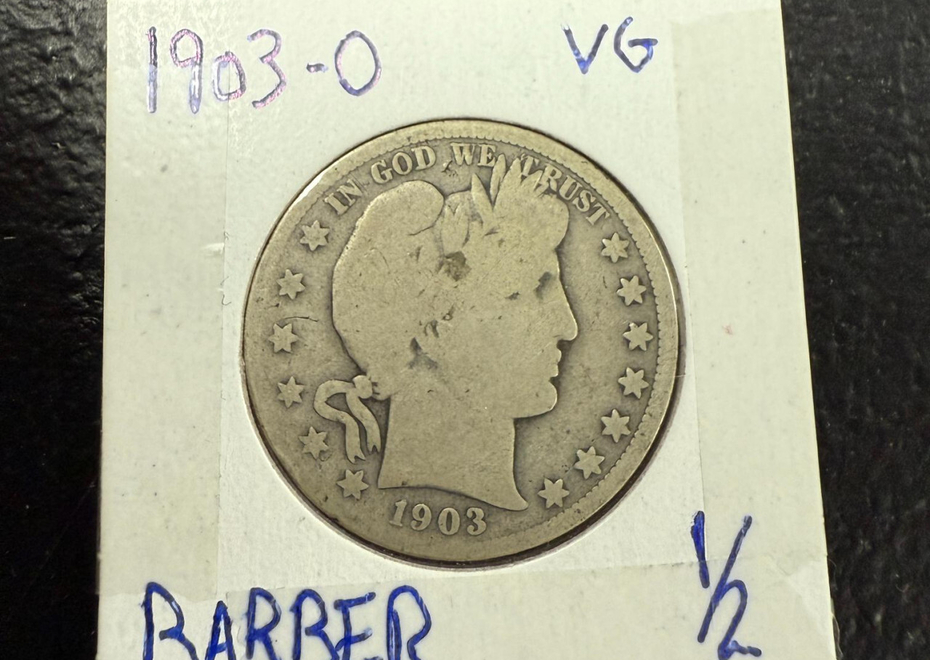 1903-O VG
IN GOD WE TRUST
1903
1/2
BARBER